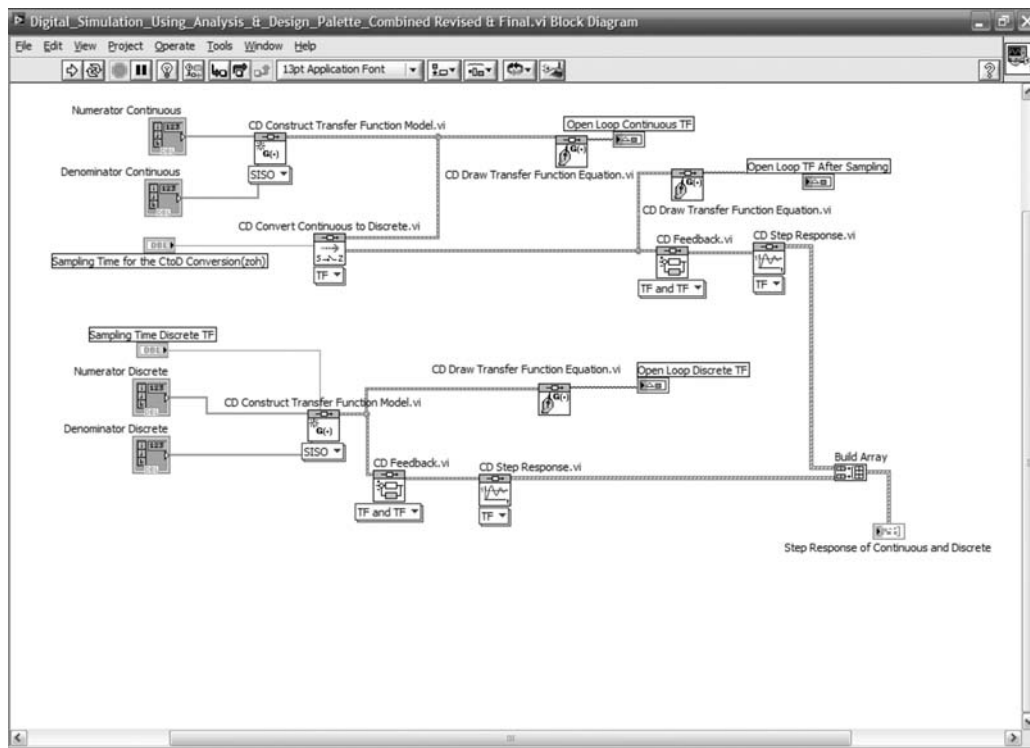 Digital_Simulation_Using_Analysis_&_Design_Palette_Combined Revised & Final.vi Block Diagram
File Edit View Project Operate Tools Window Help
13pt Application Font
Numerator Continuous
CD Construct Transfer Function Model.vi
Open Loop Continuous TF
Denominator Continuous
SISO
CD Draw Transfer Function Equation.vi
Open Loop TF After Sampling
CD Draw Transfer Function Equation.vi
CD Convert Continuous to Discrete.vi
CD Feedback.vi
CD Step Response.vi
DBL
Sampling Time for the CtoD Conversion(zoh)
TF
TF and TF
TF
Sampling Time Discrete TF
DBL
Numerator Discrete
CD Draw Transfer Function Equation.vi
Open Loop Discrete TF
CD Construct Transfer Function Model.vi
Denominator Discrete
SISO
CD Feedback.vi
CD Step Response.vi
Build Array
TF and TF
TF
Step Response of Continuous and Discrete